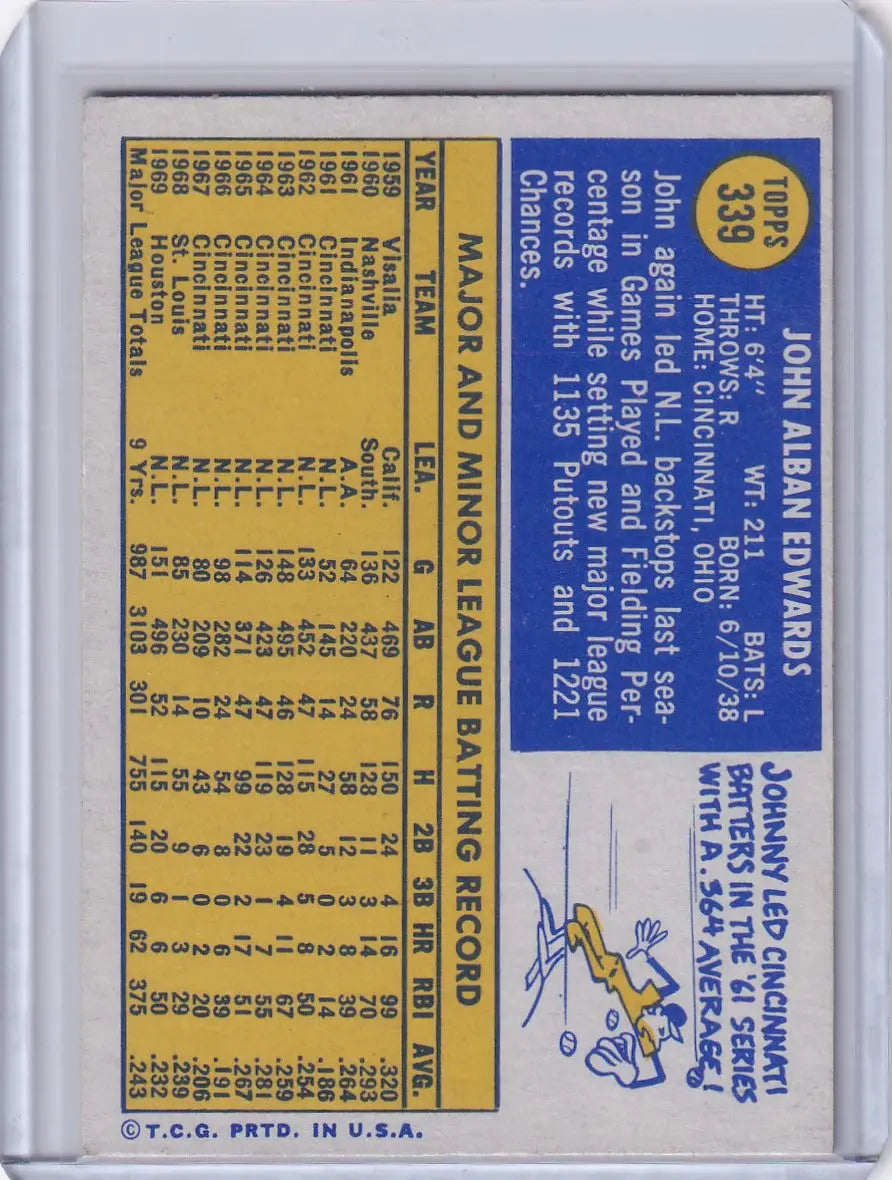 TOPPS
339
JOHN ALBAN EDWARDS
HT: 6'4" WT: 211 BATS: L
THROWS: R BORN: 6/10/38
HOME: CINCINNATI, OHIO
John again led N.L. backstops last sea-
son in Games Played and Fielding Per-
centage while setting new major league
records with 1135 Putouts and 1221
Chances.
JOHNNY LED CINCINNATI
BATTERS IN THE '61 SERIES
WITH A .364 AVERAGE!
MAJOR AND MINOR LEAGUE BATTING RECORD
YEAR TEAM LEA. G AB R H 2B 3B HR RBI AVG.
1959 Visalia Calif. 122 469 76 150 24 4 16 99 .320
1960 Nashville South. 136 437 58 128 11 3 14 70 .293
1961 Indianapolis A.A. 64 220 24 58 12 3 8 39 .264
1961 Cincinnati N.L. 52 145 14 27 5 0 2 14 .186
1962 Cincinnati N.L. 133 452 47 115 28 5 8 50 .254
1963 Cincinnati N.L. 148 495 46 128 19 4 11 67 .259
1964 Cincinnati N.L. 126 423 47 119 23 1 7 55 .281
1965 Cincinnati N.L. 114 371 47 99 22 2 17 51 .267
1966 Cincinnati N.L. 98 282 24 54 8 0 6 39 .191
1967 Cincinnati N.L. 80 209 10 43 6 0 2 20 .206
1968 St. Louis N.L. 85 230 14 55 9 1 3 29 .239
1969 Houston N.L. 151 496 52 115 20 6 6 50 .232
Major League Totals 9 Yrs. 987 3103 301 755 140 19 62 375 .243
© T.C.G. PRTD. IN U.S.A.